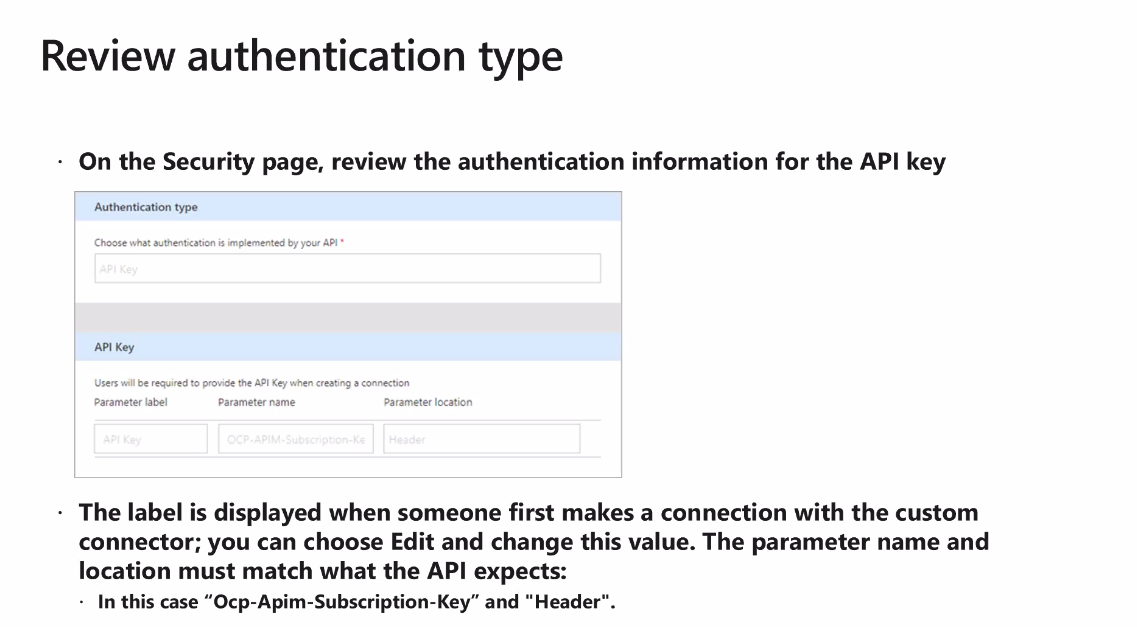 Review authentication type
· On the Security page, review the authentication information for the API key
Authentication type
Choose what authentication is implemented by your API *
API Key
API Key
Users will be required to provide the API Key when creating a connection
Parameter label Parameter name Parameter location
API Key OCP-APIM-Subscription-Ke Header
· The label is displayed when someone first makes a connection with the custom
connector; you can choose Edit and change this value. The parameter name and
location must match what the API expects:
· In this case “Ocp-Apim-Subscription-Key” and "Header".